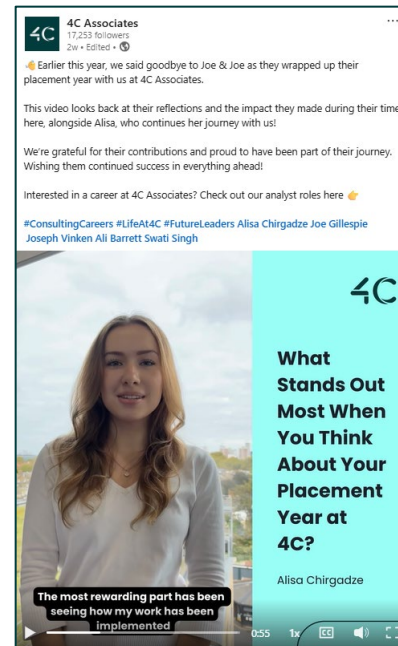 4C
4C Associates
17,253 followers
2w • Edited •
Earlier this year, we said goodbye to Joe & Joe as they wrapped up their
placement year with us at 4C Associates.
This video looks back at their reflections and the impact they made during their time
here, alongside Alisa, who continues her journey with us!
We're grateful for their contributions and proud to have been part of their journey.
Wishing them continued success in everything ahead!
Interested in a career at 4C Associates? Check out our analyst roles here
#ConsultingCareers #LifeAt4C #FutureLeaders Alisa Chirgadze Joe Gillespie
Joseph Vinken Ali Barrett Swati Singh
4C
What
Stands Out
Most When
You Think
About Your
Placement
Year at
4C?
Alisa Chirgadze
The most rewarding part has been
seeing how my work has been
implemented
0:55 1x CC